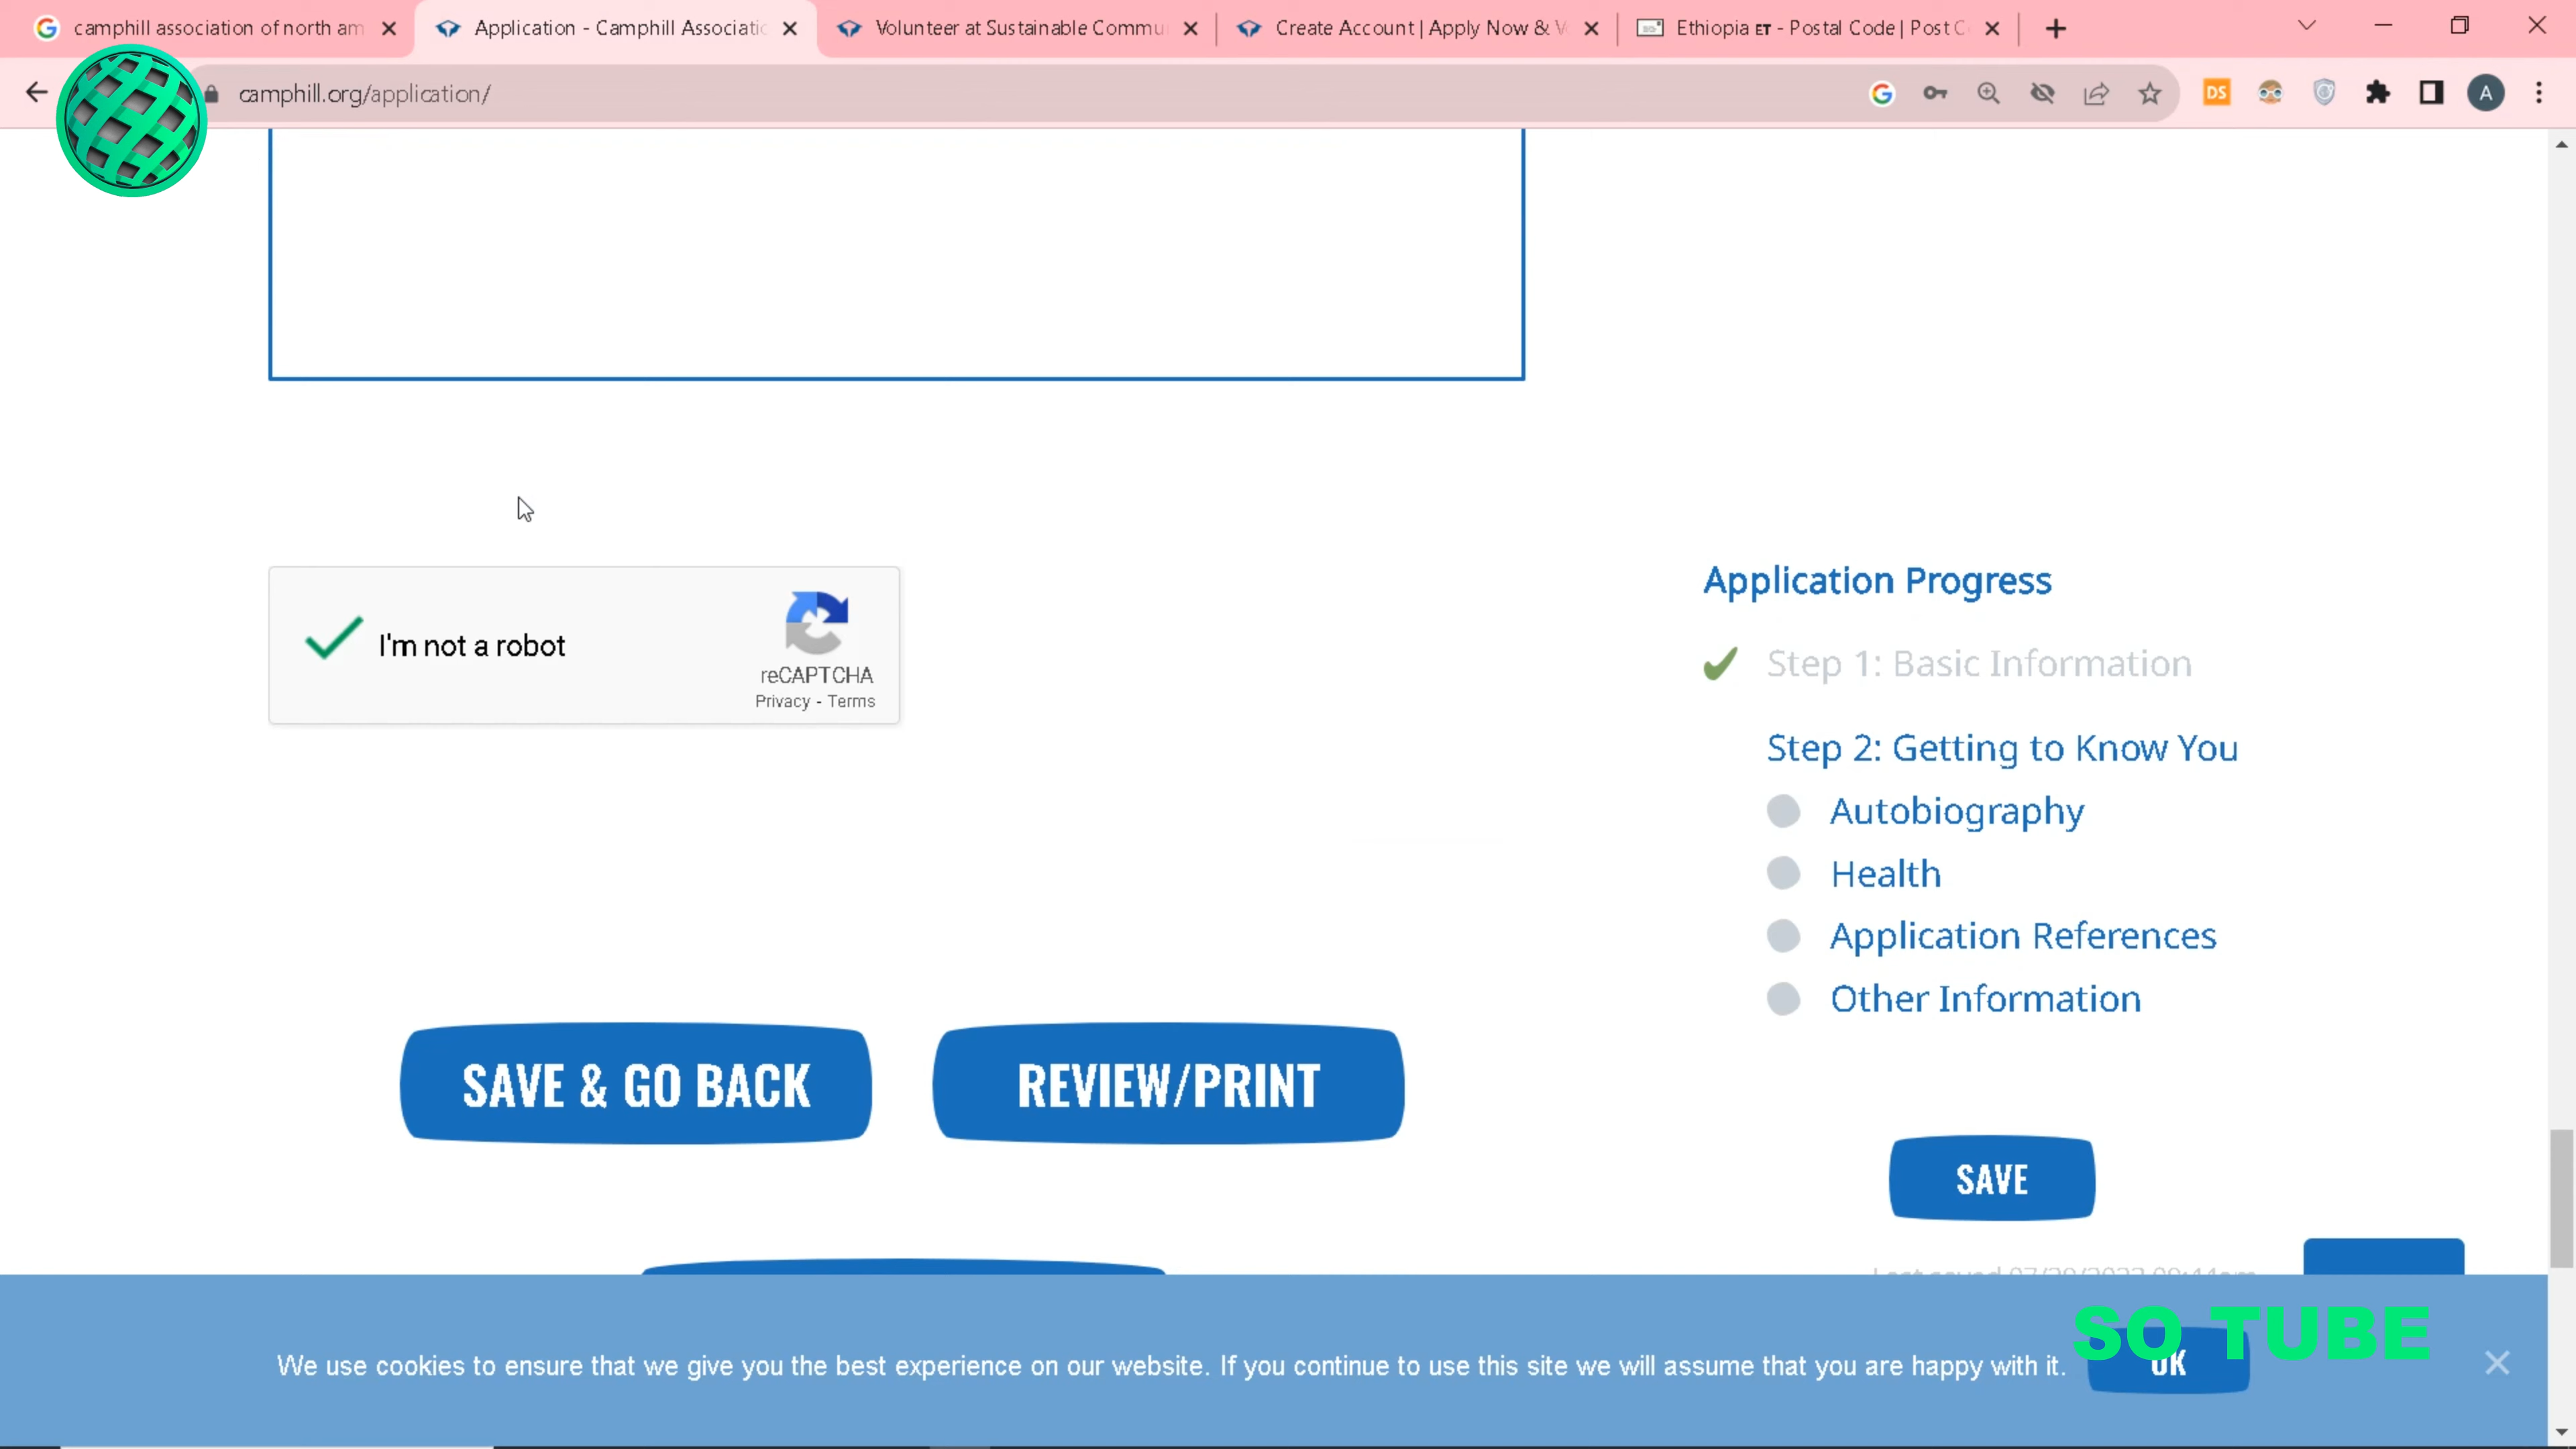 camphill association of north am
Application - Camphill Associatio
Volunteer at Sustainable Commu
Create Account | Apply Now & V
Ethiopia ET - Postal Code | Post C
camphill.org/application/
DS
A
I'm not a robot
reCAPTCHA
Privacy - Terms
Application Progress
Step 1: Basic Information
Step 2: Getting to Know You
Autobiography
Health
Application References
Other Information
SAVE & GO BACK
REVIEW/PRINT
SAVE
Last saved
We use cookies to ensure that we give you the best experience on our website. If you continue to use this site we will assume that you are happy with it.
OK
SO TUBE